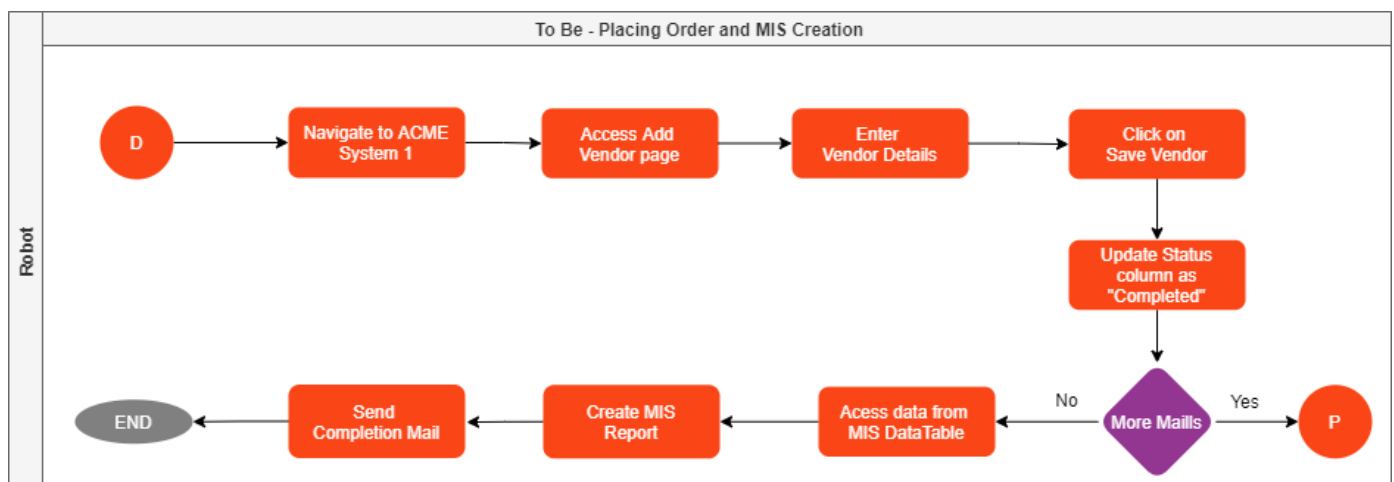 To Be - Placing Order and MIS Creation
Robot
D
Navigate to ACME
System 1
Access Add
Vendor page
Enter
Vendor Details
Click on
Save Vendor
Update Status
column as
"Completed"
More Maills
Yes
P
No
Acess data from
MIS DataTable
Create MIS
Report
Send
Completion Mail
END